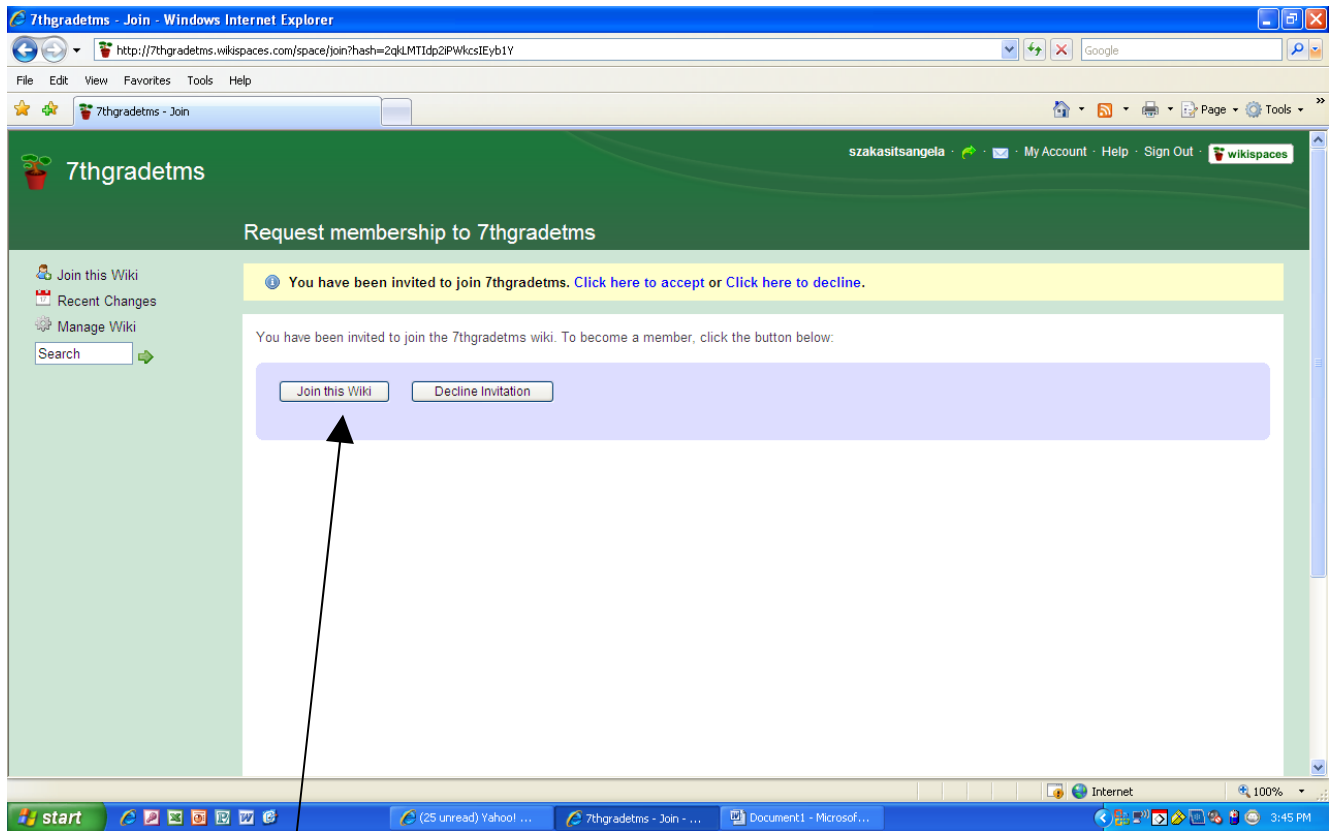 7thgradetms - Join - Windows Internet Explorer
http://7thgradetms.wikispaces.com/space/join?hash=2qkLMTIdp2iPWkcsIEyb1Y
Google
File Edit View Favorites Tools Help
7thgradetms - Join
Page Tools »
szakasitsangela · · · My Account · Help · Sign Out · wikispaces
7thgradetms
Request membership to 7thgradetms
Join this Wiki
Recent Changes
Manage Wiki
Search
You have been invited to join 7thgradetms. Click here to accept or Click here to decline.
You have been invited to join the 7thgradetms wiki. To become a member, click the button below:
Join this Wiki Decline Invitation
Internet 100%
start (25 unread) Yahoo! ... 7thgradetms - Join - ... Document1 - Microsof... 3:45 PM